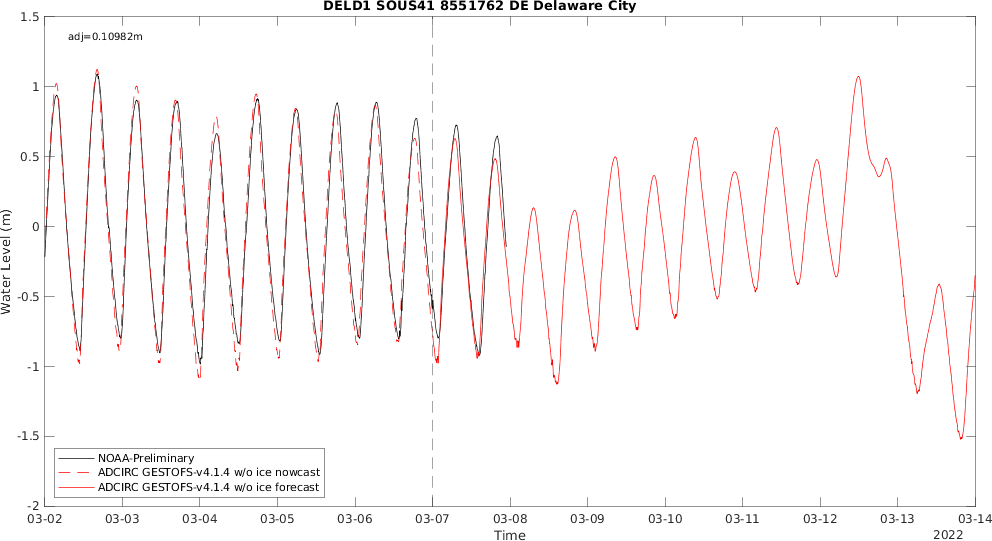 DELD1 SOUS41 8551762 DE Delaware City
adj=0.10982m
Water Level (m)
1.5
1
0.5
0
-0.5
-1
-1.5
-2
NOAA-Preliminary
ADCIRC GESTOFS-v4.1.4 w/o ice nowcast
ADCIRC GESTOFS-v4.1.4 w/o ice forecast
03-02 03-03 03-04 03-05 03-06 03-07 03-08 03-09 03-10 03-11 03-12 03-13 03-14
Time
2022